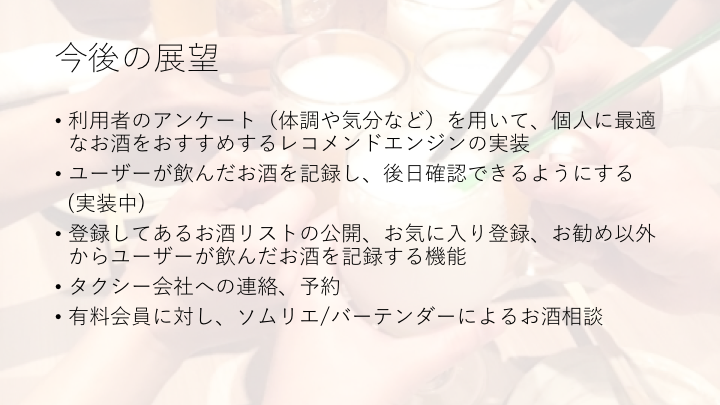 今後の展望
• 利用者のアンケート（体調や気分など）を用いて、個人に最適
なお酒をおすすめするレコメンドエンジンの実装
• ユーザーが飲んだお酒を記録し、後日確認できるようにする
(実装中)
• 登録してあるお酒リストの公開、お気に入り登録、お勧め以外
からユーザーが飲んだお酒を記録する機能
• タクシー会社への連絡、予約
• 有料会員に対し、ソムリエ/バーテンダーによるお酒相談